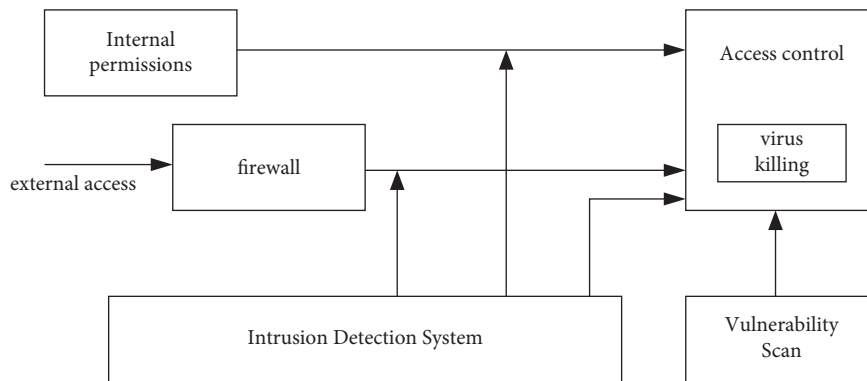 Internal
permissions
Access control
virus
killing
firewall
external access
Intrusion Detection System
Vulnerability
Scan